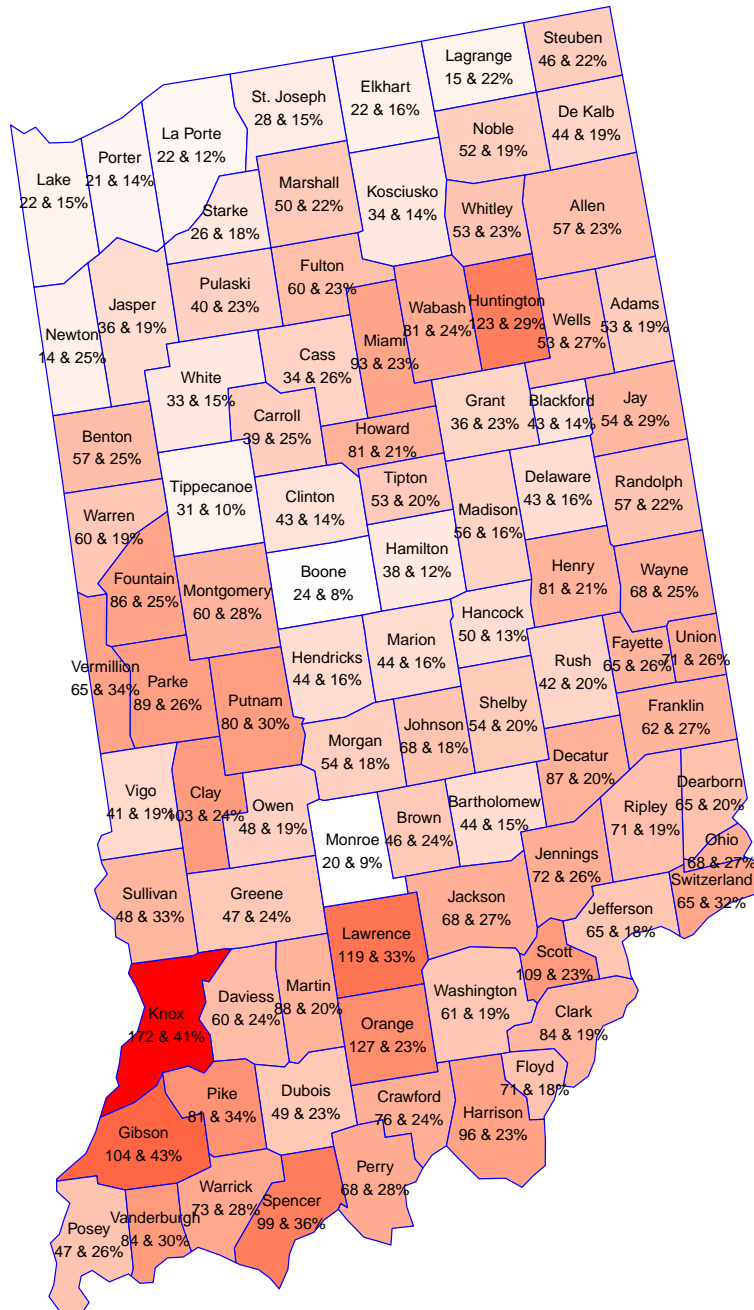 Steuben
46 & 22%
Lagrange
15 & 22%
Elkhart
22 & 16%
St. Joseph
28 & 15%
La Porte
22 & 12%
Porter
21 & 14%
Lake
22 & 15%
De Kalb
44 & 19%
Noble
52 & 19%
Marshall
50 & 22%
Kosciusko
34 & 14%
Starke
26 & 18%
Whitley
53 & 23%
Allen
57 & 23%
Fulton
60 & 23%
Pulaski
40 & 23%
Jasper
36 & 19%
Newton
14 & 25%
Huntington
123 & 29%
Wabash
81 & 24%
Miami
93 & 23%
Wells
53 & 27%
Adams
53 & 19%
Cass
34 & 26%
White
33 & 15%
Carroll
39 & 25%
Grant
36 & 23%
Blackford
43 & 14%
Jay
54 & 29%
Benton
57 & 25%
Howard
81 & 21%
Tippecanoe
31 & 10%
Clinton
43 & 14%
Tipton
53 & 20%
Delaware
43 & 16%
Randolph
57 & 22%
Warren
60 & 19%
Madison
56 & 16%
Hamilton
38 & 12%
Boone
24 & 8%
Fountain
86 & 25%
Montgomery
60 & 28%
Henry
81 & 21%
Wayne
68 & 25%
Hancock
50 & 13%
Marion
44 & 16%
Hendricks
44 & 16%
Vermillion
65 & 34%
Parke
89 & 26%
Putnam
80 & 30%
Rush
42 & 20%
Fayette
65 & 26%
Union
71 & 26%
Shelby
54 & 20%
Franklin
62 & 27%
Johnson
68 & 18%
Morgan
54 & 18%
Decatur
87 & 20%
Vigo
41 & 19%
Clay
103 & 24%
Owen
48 & 19%
Dearborn
65 & 20%
Ripley
71 & 19%
Bartholomew
44 & 15%
Brown
46 & 24%
Monroe
20 & 9%
Ohio
68 & 27%
Jennings
72 & 26%
Switzerland
65 & 32%
Sullivan
48 & 33%
Greene
47 & 24%
Jackson
68 & 27%
Jefferson
65 & 18%
Lawrence
119 & 33%
Scott
109 & 23%
Knox
172 & 41%
Daviess
60 & 24%
Martin
88 & 20%
Washington
61 & 19%
Orange
127 & 23%
Clark
84 & 19%
Floyd
71 & 18%
Pike
81 & 34%
Dubois
49 & 23%
Crawford
76 & 24%
Harrison
96 & 23%
Gibson
104 & 43%
Perry
68 & 28%
Warrick
73 & 28%
Spencer
99 & 36%
Vanderburgh
84 & 30%
Posey
47 & 26%